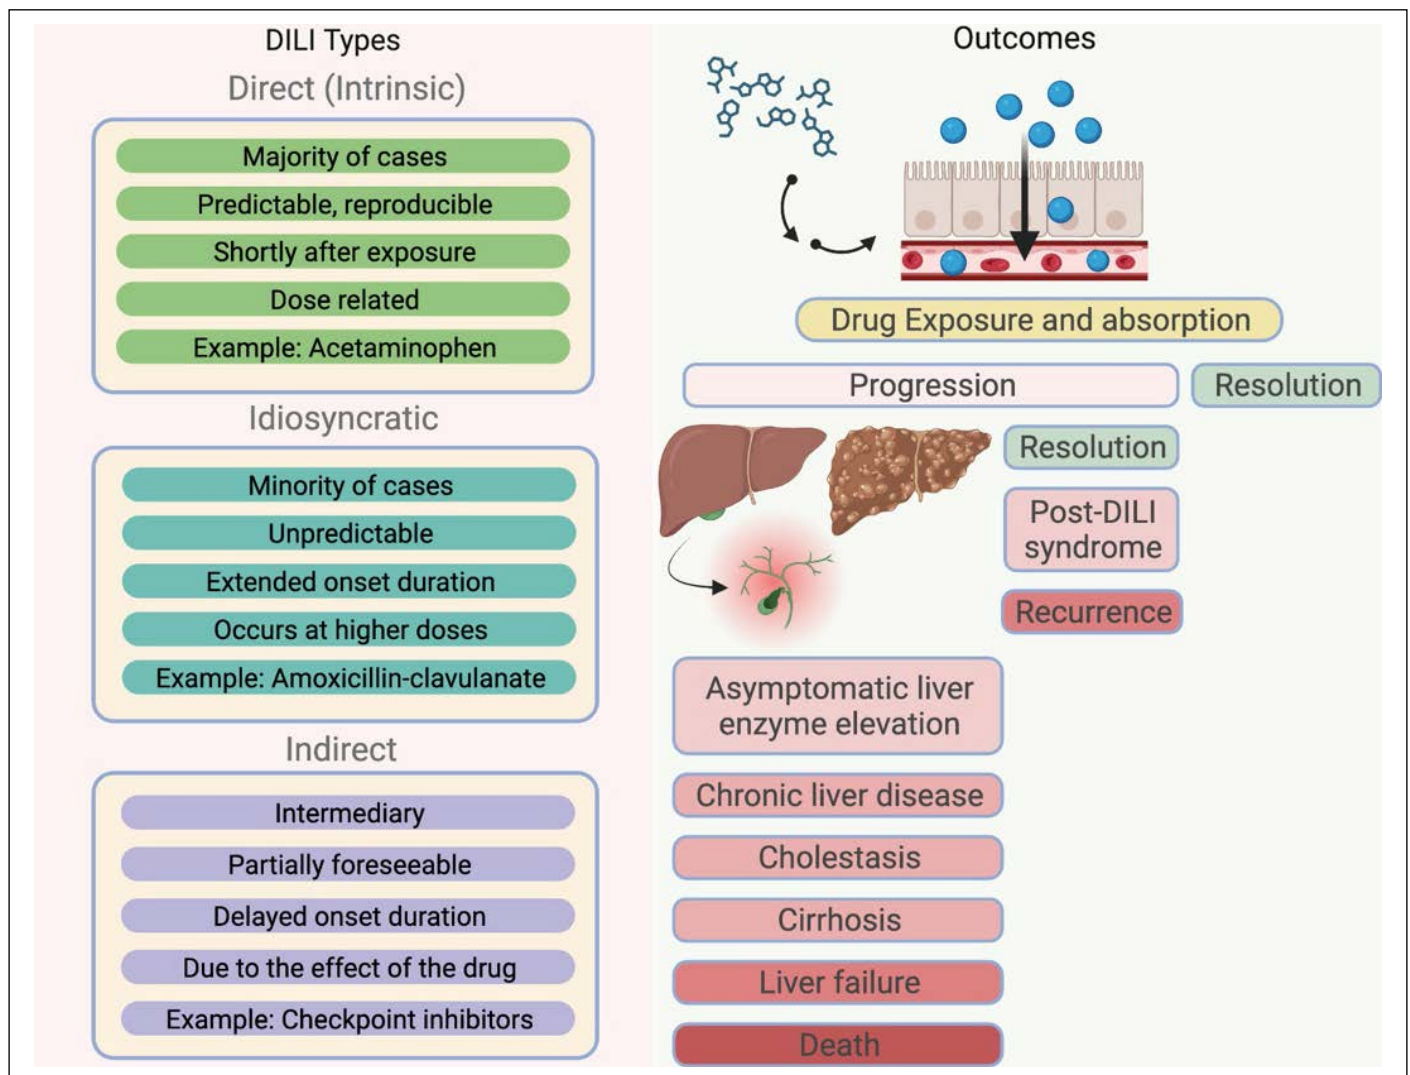 DILI Types
Direct (Intrinsic)
Majority of cases
Predictable, reproducible
Shortly after exposure
Dose related
Example: Acetaminophen
Idiosyncratic
Minority of cases
Unpredictable
Extended onset duration
Occurs at higher doses
Example: Amoxicillin-clavulanate
Indirect
Intermediary
Partially foreseeable
Delayed onset duration
Due to the effect of the drug
Example: Checkpoint inhibitors
Outcomes
Drug Exposure and absorption
Progression
Resolution
Resolution
Post-DILI
syndrome
Recurrence
Asymptomatic liver
enzyme elevation
Chronic liver disease
Cholestasis
Cirrhosis
Liver failure
Death